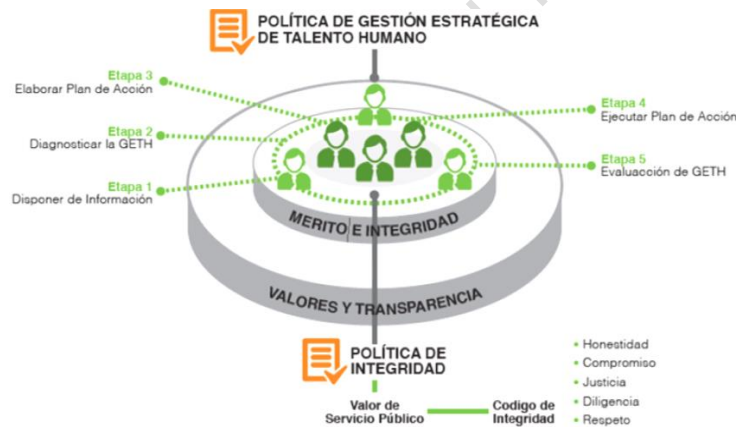 POLÍTICA DE GESTIÓN ESTRATÉGICA
DE TALENTO HUMANO
Etapa 3
Elaborar Plan de Acción
Etapa 4
Ejecutar Plan de Acción
Etapa 2
Diagnosticar la GETH
Etapa 5
Evaluacción de GETH
Etapa 1
Disponer de Información
MERITO E INTEGRIDAD
VALORES Y TRANSPARENCIA
POLÍTICA DE
INTEGRIDAD
Valor de
Servicio Público
Codigo de
Integridad
• Honestidad
• Compromiso
• Justicia
• Diligencia
• Respeto